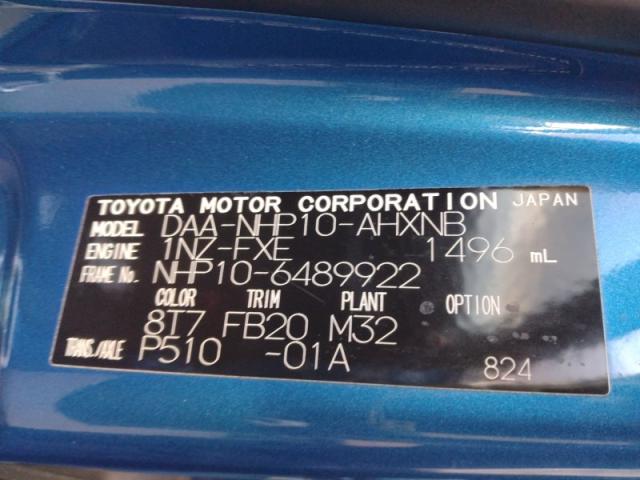 TOYOTA MOTOR CORPORATION JAPAN
MODEL DAA-NHP10-AHXNB
ENGINE 1NZ-FXE 1496 mL
FRAME No. NHP10-6489922
COLOR TRIM PLANT OPTION
8T7 FB20 M32
TRANS./AXLE P510 -01A 824